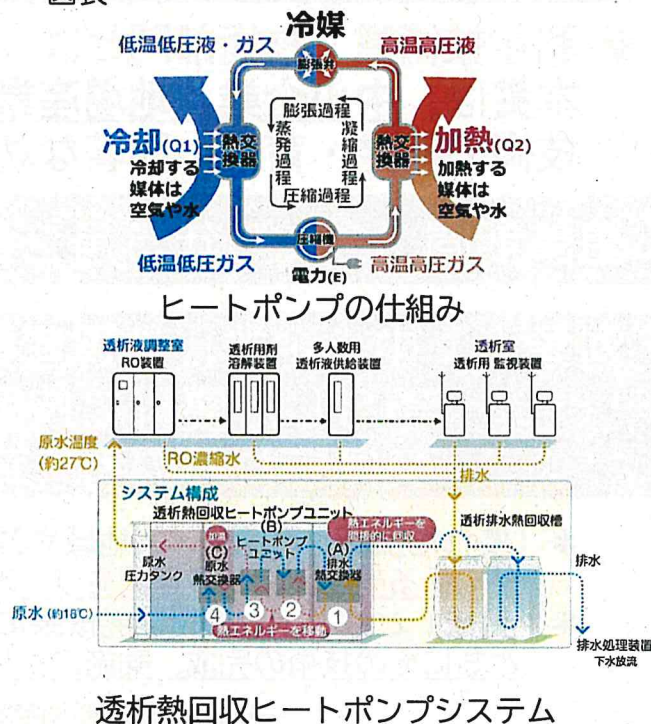 冷媒
低温低圧液・ガス
高温高圧液
膨張弁
膨張過程
冷却(Q1)
熱交換器
蒸発過程
凝縮過程
熱交換器
加熱(Q2)
冷却する
媒体は
空気や水
加熱する
媒体は
空気や水
圧縮過程
圧縮機
低温低圧ガス
高温高圧ガス
電力(E)
ヒートポンプの仕組み
透析液調整室
RO装置
透析用剤
溶解装置
多人数用
透析液供給装置
透析室
透析用 監視装置
原水温度
(約27℃)
RO濃縮水
排水
システム構成
透析熱回収ヒートポンプユニット
(B)
ヒートポンプ
ユニット
熱エネルギーを
間接的に回収
透析排水熱回収槽
加温
(C)
原水
熱交換器
(A)
排水
熱交換器
原水
圧力タンク
排水
原水 (約18℃)
4
3
2
1
熱エネルギーを移動
排水処理装置
下水放流
透析熱回収ヒートポンプシステム